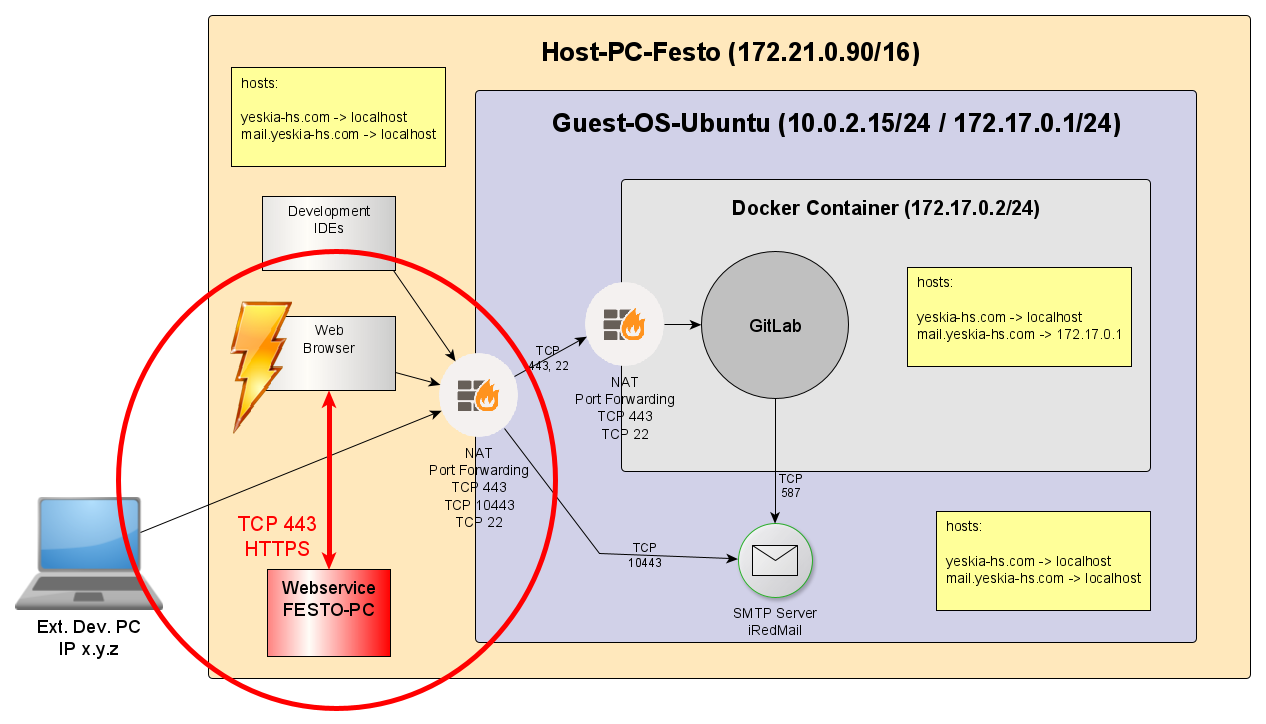 Host-PC-Festo (172.21.0.90/16)
hosts:
yeskia-hs.com -> localhost
mail.yeskia-hs.com -> localhost
Guest-OS-Ubuntu (10.0.2.15/24 / 172.17.0.1/24)
Development
IDEs
Docker Container (172.17.0.2/24)
hosts:
yeskia-hs.com -> localhost
mail.yeskia-hs.com -> 172.17.0.1
Web
Browser
GitLab
TCP
443, 22
NAT
Port Forwarding
TCP 443
TCP 22
NAT
Port Forwarding
TCP 443
TCP 10443
TCP 22
TCP
587
TCP 443
HTTPS
TCP
10443
hosts:
yeskia-hs.com -> localhost
mail.yeskia-hs.com -> localhost
Webservice
FESTO-PC
SMTP Server
iRedMail
Ext. Dev. PC
IP x.y.z